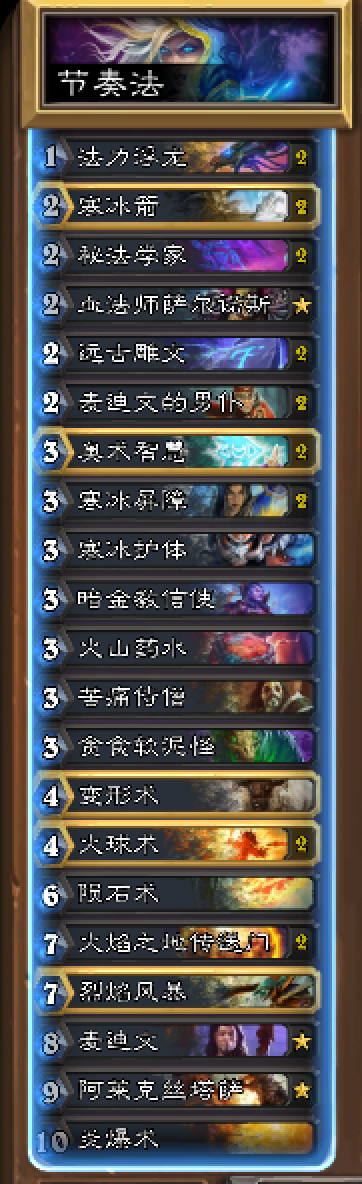 节奏法
1 法力浮龙 2
2 寒冰箭 2
2 秘法学家 2
2 血法师萨尔诺斯
2 远古雕文 2
2 麦迪文的男仆 2
3 奥术智慧 2
3 寒冰屏障 2
3 寒冰护体
3 暗金教信使
3 火山药水
3 苦痛侍僧
3 贪食软泥怪
4 变形术
4 火球术 2
6 陨石术
7 火焰之地传送门 2
7 烈焰风暴
8 麦迪文
9 阿莱克丝塔萨
10 炎爆术